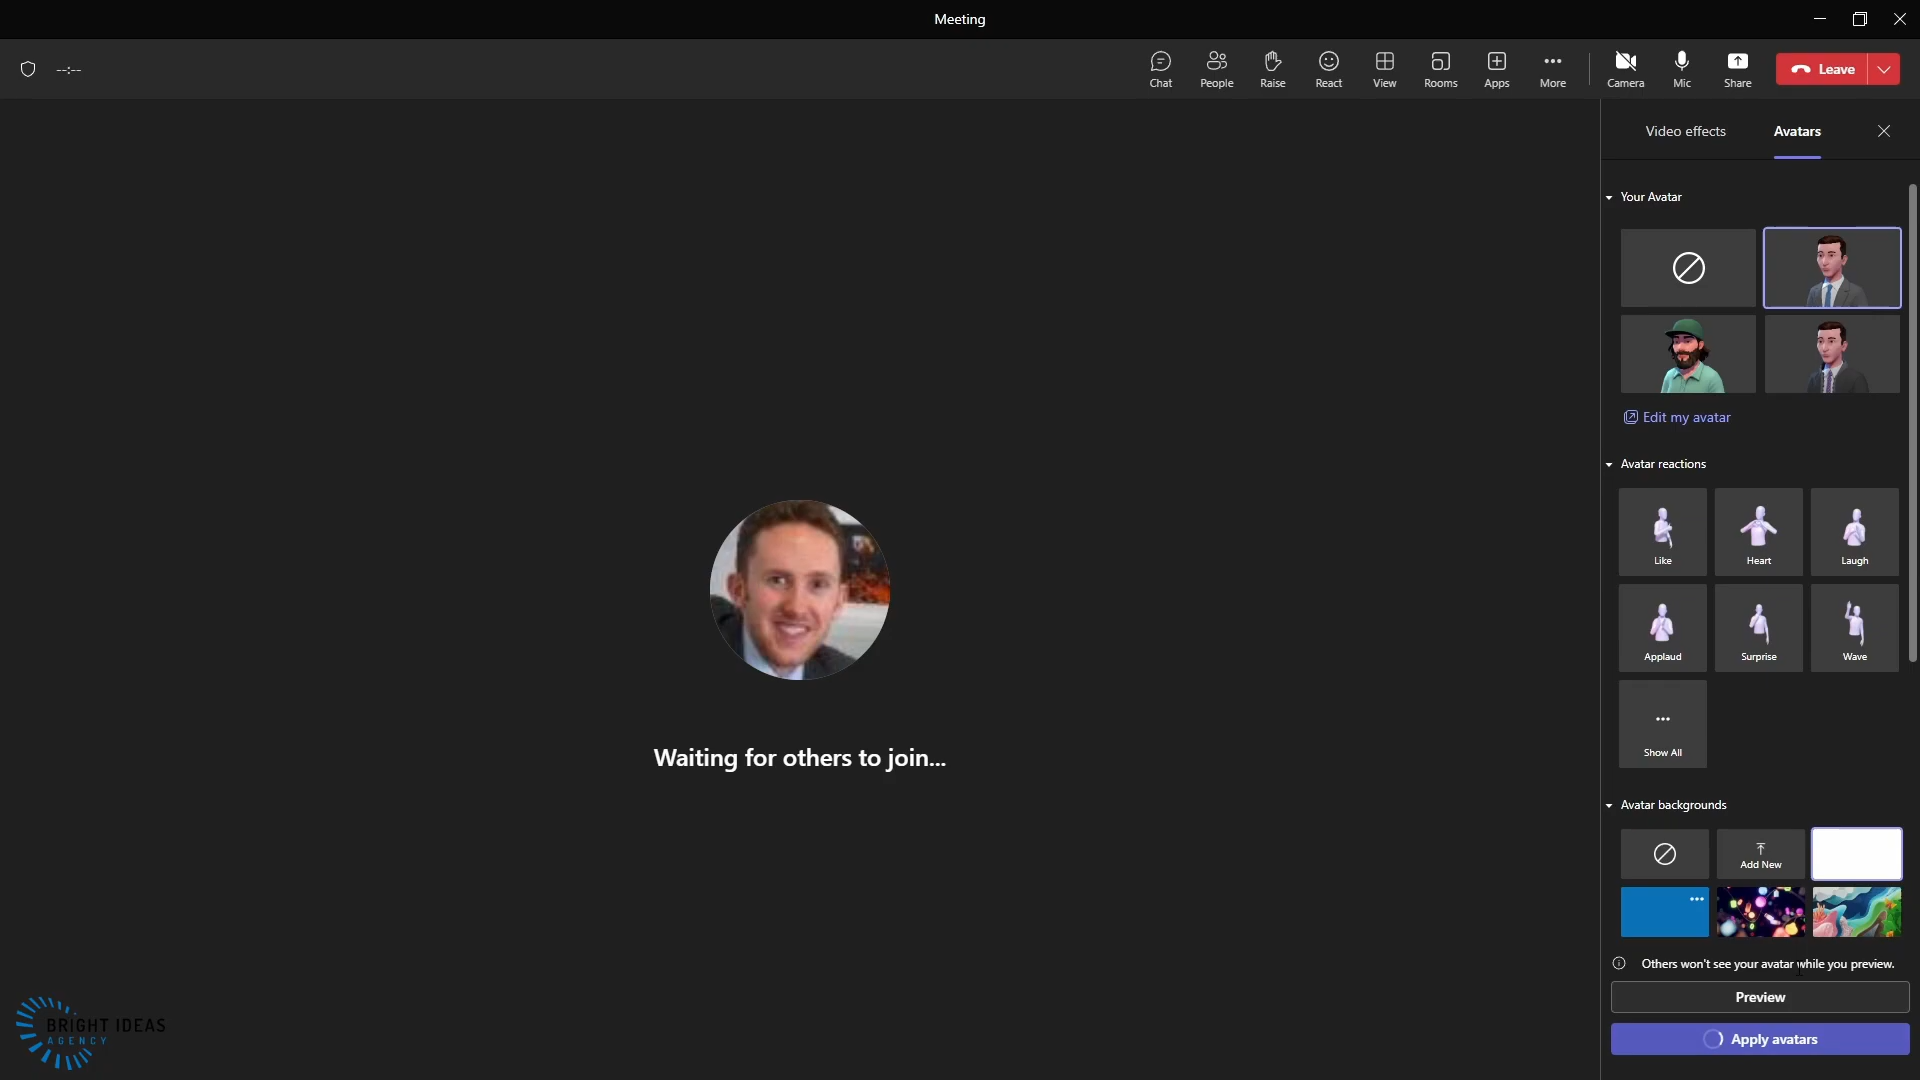 Meeting
--:--
Chat
People
Raise
React
View
Rooms
Apps
More
Camera
Mic
Share
Leave
Video effects
Avatars
Your Avatar
Edit my avatar
Avatar reactions
Like
Heart
Laugh
Applaud
Surprise
Wave
Show All
Waiting for others to join...
Avatar backgrounds
Add New
Others won't see your avatar while you preview.
Preview
Apply avatars
BRIGHT IDEAS
AGENCY